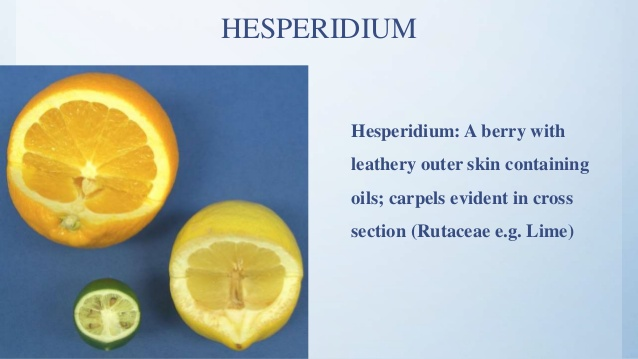 HESPERIDIUM
Hesperidium: A berry with
leathery outer skin containing
oils; carpels evident in cross
section (Rutaceae e.g. Lime)